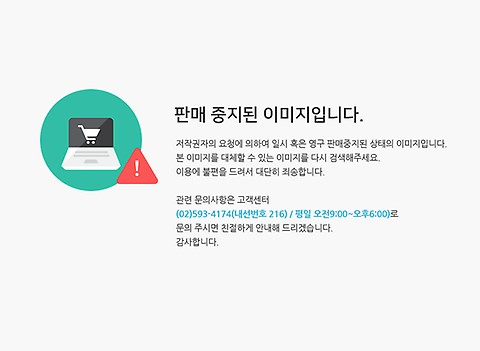 판매 중지된 이미지입니다.
저작권자의 요청에 의하여 일시 혹은 영구 판매중지된 상태의 이미지입니다.
본 이미지를 대체할 수 있는 이미지를 다시 검색해주세요.
이용에 불편을 드려서 대단히 죄송합니다.
관련 문의사항은 고객센터
(02)593-4174(내선번호 216) / 평일 오전9:00~오후6:00)로
문의 주시면 친절하게 안내해 드리겠습니다.
감사합니다.